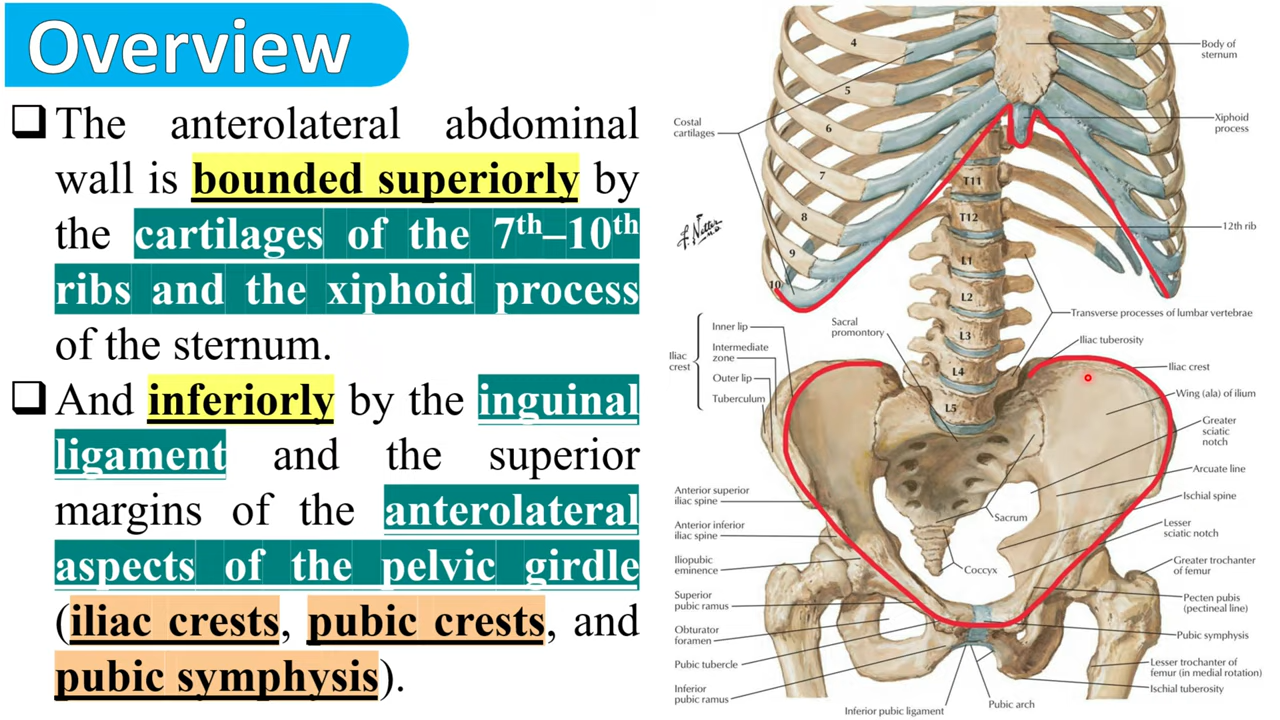 Overview
❑ The anterolateral abdominal
wall is bounded superiorly by
the cartilages of the 7th–10th
ribs and the xiphoid process
of the sternum.
❑ And inferiorly by the inguinal
ligament and the superior
margins of the anterolateral
aspects of the pelvic girdle
(iliac crests, pubic crests, and
pubic symphysis).
4
5
6
7
8
9
10
Costal
cartilages
Body of
sternum
Xiphoid
process
12th rib
T11
T12
L1
L2
L3
L4
L5
F. Netter
Transverse processes of lumbar vertebrae
Sacral
promontory
Iliac
crest
Inner lip
Intermediate
zone
Outer lip
Tuberculum
Iliac tuberosity
Iliac crest
Wing (ala) of ilium
Greater
sciatic
notch
Arcuate line
Ischial spine
Lesser
sciatic notch
Greater trochanter
of femur
Pecten pubis
(pectineal line)
Pubic symphysis
Lesser trochanter of
femur (in medial rotation)
Ischial tuberosity
Anterior superior
iliac spine
Anterior inferior
iliac spine
Iliopubic
eminence
Superior
pubic ramus
Obturator
foramen
Pubic tubercle
Inferior
pubic ramus
Sacrum
Coccyx
Inferior pubic ligament
Pubic arch